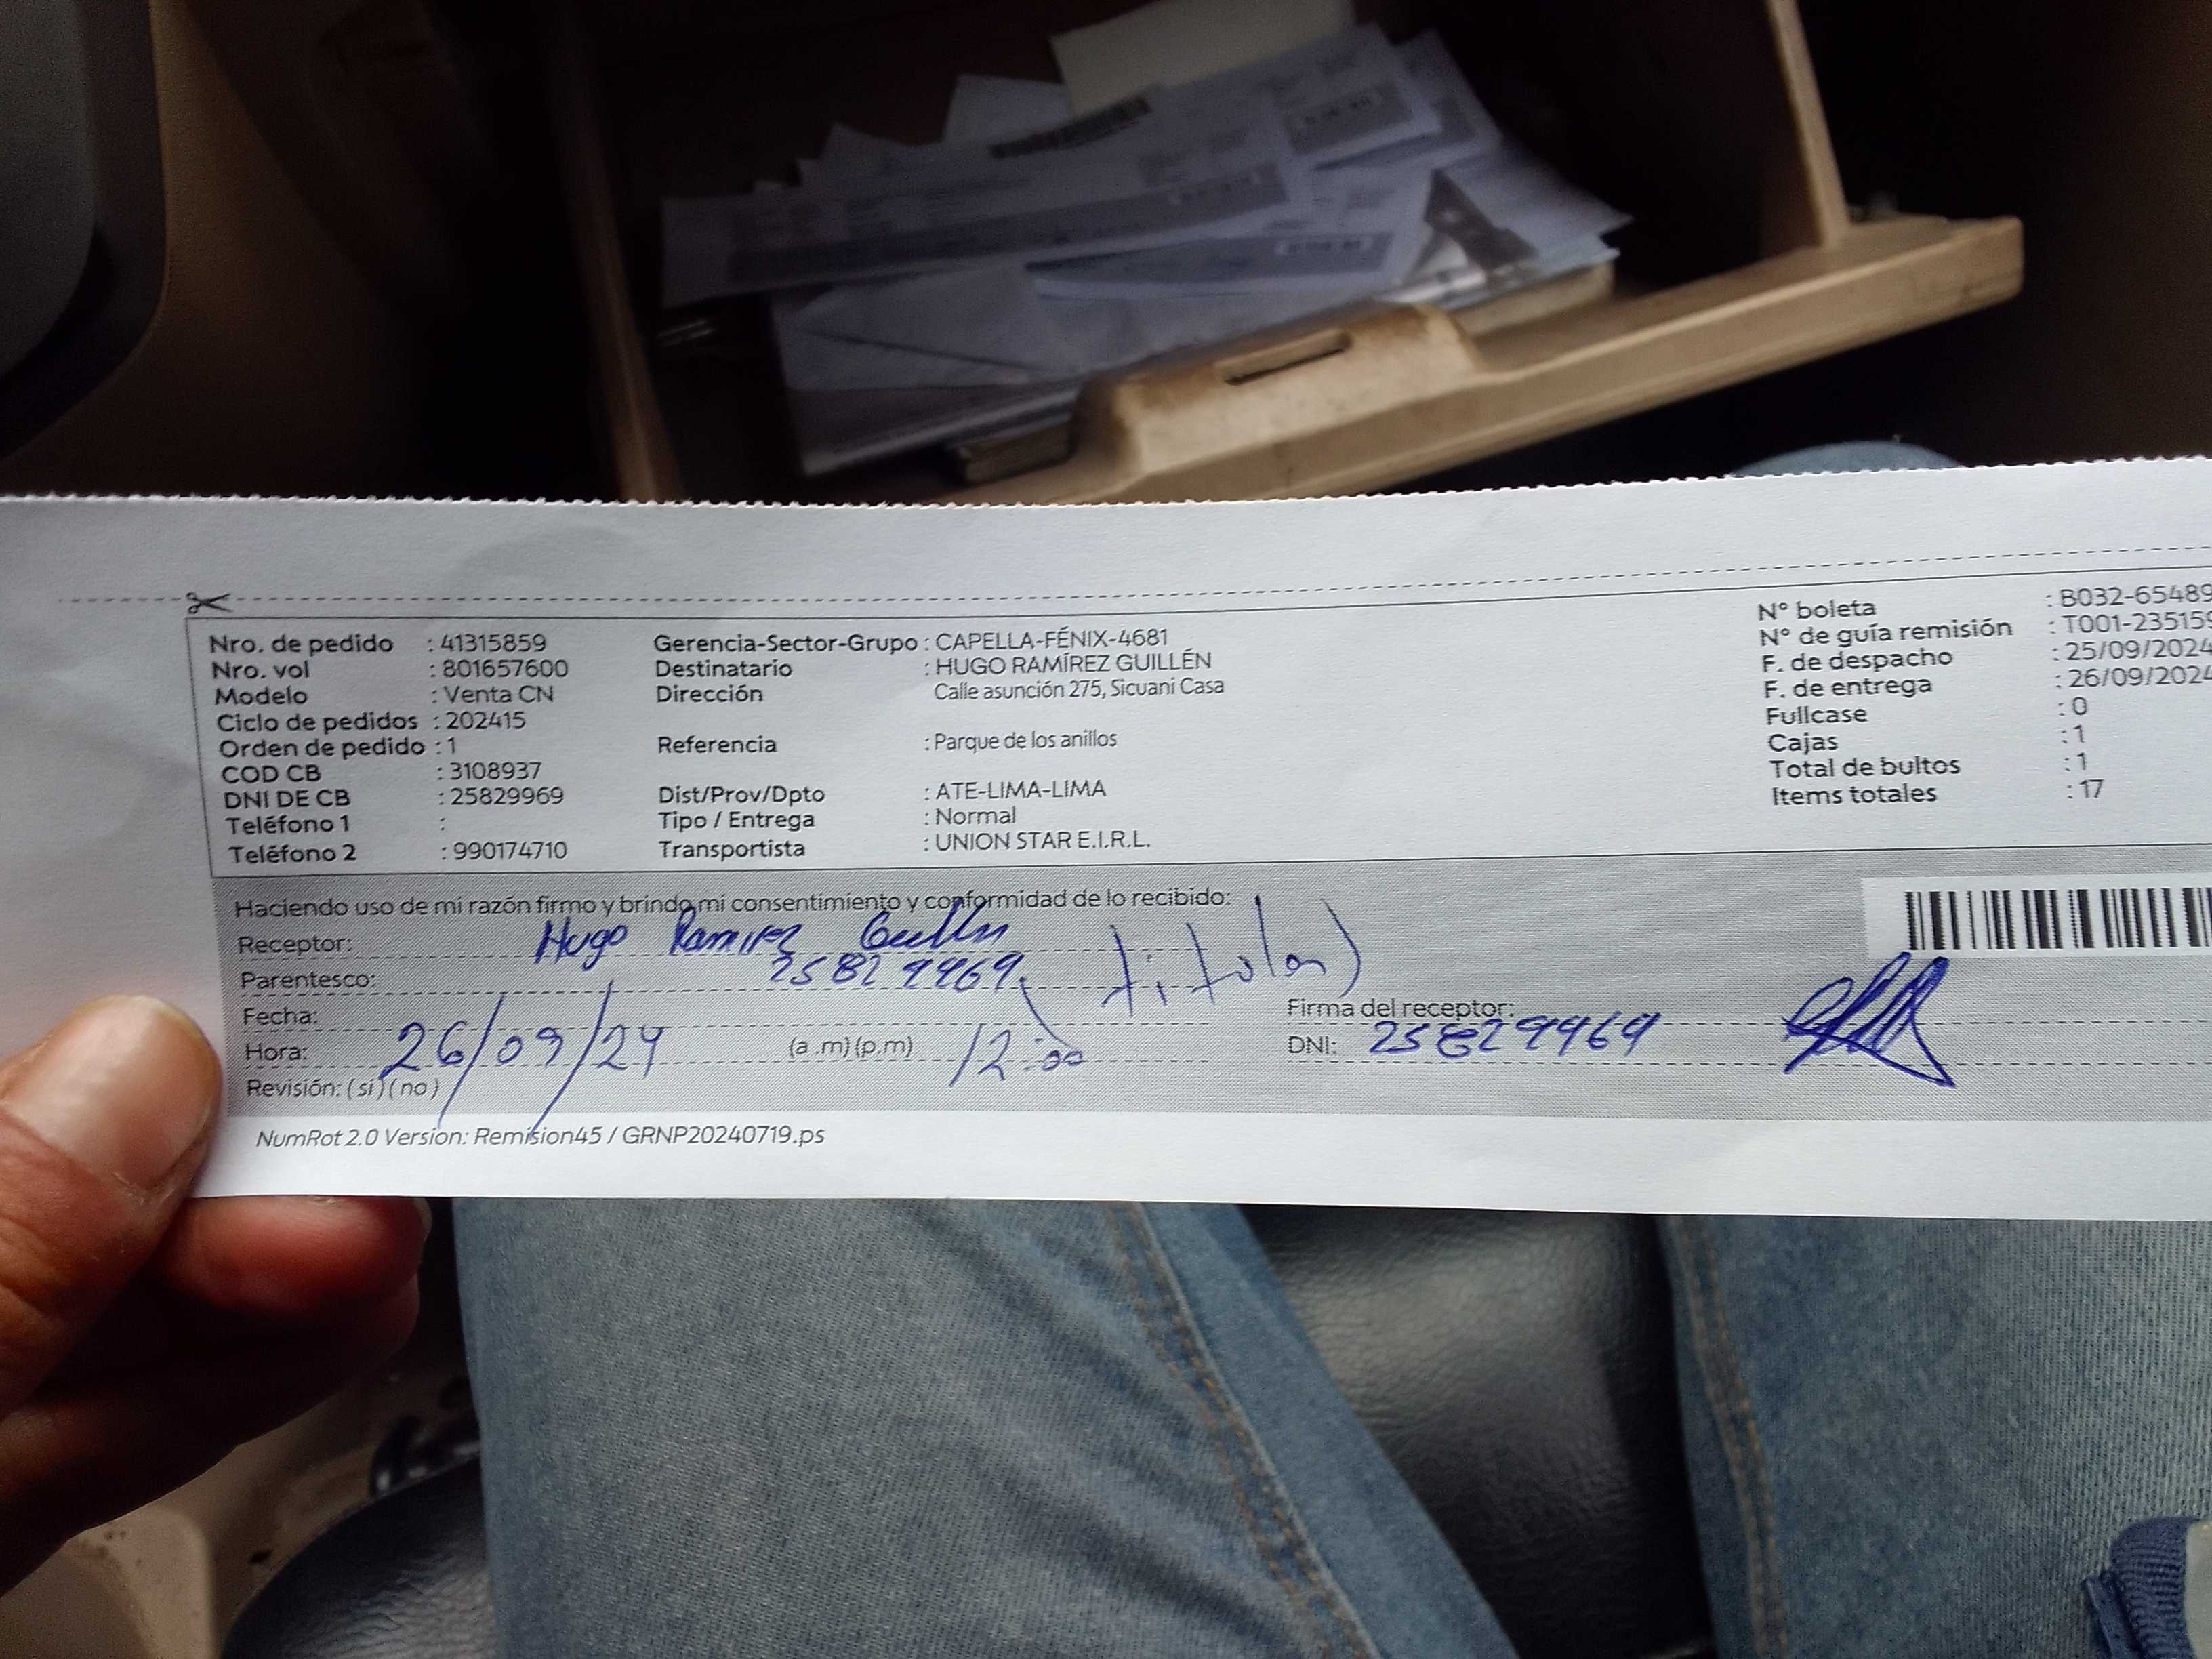 Nro. de pedido : 41315859
Nro. vol : 801657600
Modelo : Venta CN
Ciclo de pedidos : 202415
Orden de pedido : 1
COD CB : 3108937
DNI DE CB : 25829969
Teléfono 1 :
Teléfono 2 : 990174710
Gerencia-Sector-Grupo : CAPELLA-FÉNIX-4681
Destinatario : HUGO RAMÍREZ GUILLÉN
Dirección Calle asunción 275, Sicuani Casa
Referencia : Parque de los anillos
Dist/Prov/Dpto : ATE-LIMA-LIMA
Tipo / Entrega : Normal
Transportista : UNION STAR E.I.R.L.
N° boleta : B032-65489
N° de guía remisión : T001-235159
F. de despacho : 25/09/2024
F. de entrega : 26/09/2024
Fullcase : 0
Cajas : 1
Total de bultos : 1
Items totales : 17
Haciendo uso de mi razón firmo y brindo mi consentimiento y conformidad de lo recibido:
Receptor: Hugo Ramirez Guillen
Parentesco: 25829969 (titular)
Fecha:
Hora: 26/09/24 (a.m)(p.m) 12:00
Revisión: (si)(no)
Firma del receptor:
DNI: 25829969
NumRot 2.0 Version: Remision45 / GRNP20240719.ps